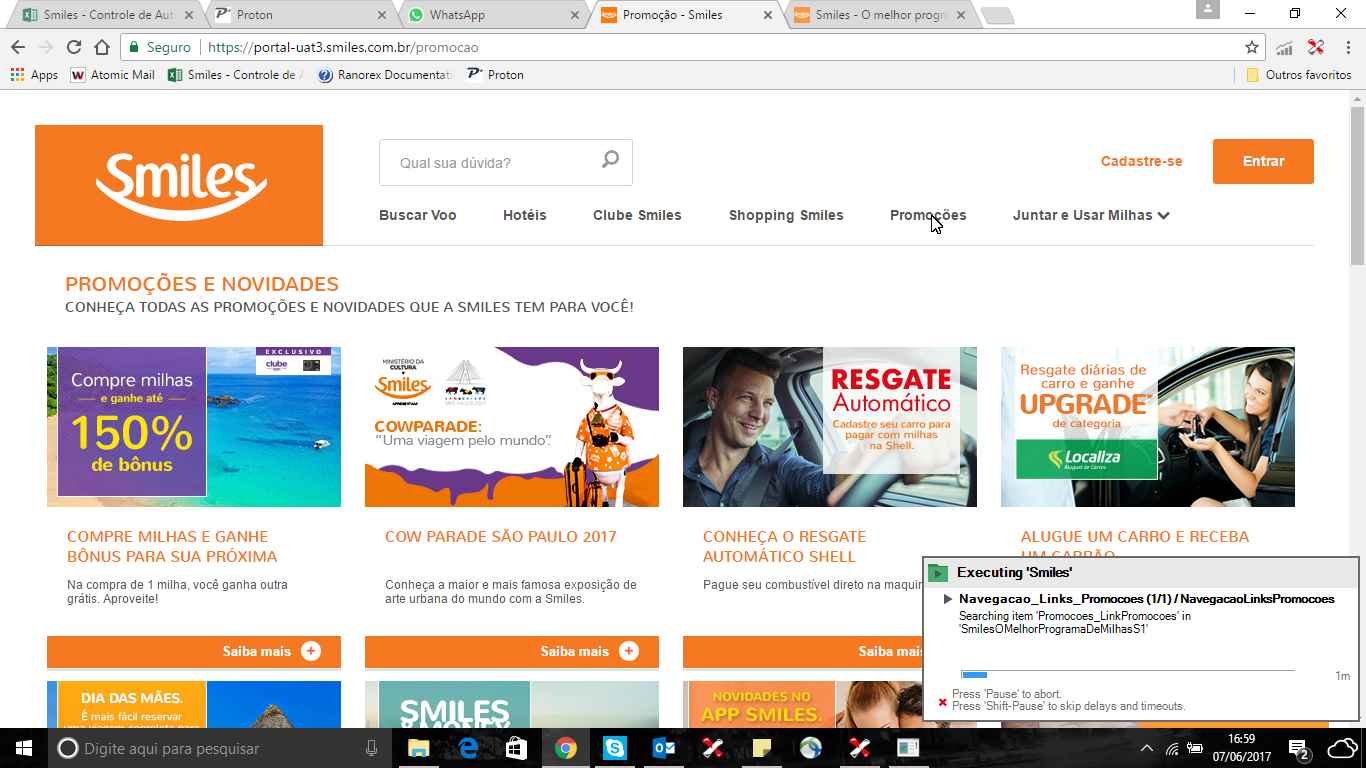 Smiles - Controle de Aut
Proton
WhatsApp
Promoção - Smiles
Smiles - O melhor progr
Seguro
https://portal-uat3.smiles.com.br/promocao
Apps
Atomic Mail
Smiles - Controle de A
Ranorex Documentati
Proton
Outros favoritos
Smiles
Qual sua dúvida?
Cadastre-se
Entrar
Buscar Voo
Hotéis
Clube Smiles
Shopping Smiles
Promoções
Juntar e Usar Milhas
PROMOÇÕES E NOVIDADES
CONHEÇA TODAS AS PROMOÇÕES E NOVIDADES QUE A SMILES TEM PARA VOCÊ!
EXCLUSIVO
clube
Compre milhas
e ganhe até
150%
de bônus
MINISTÉRIO DA
CULTURA
Smiles
APRESENTAM
COWPARADE:
"Uma viagem pelo mundo".
RESGATE
Automático
Cadastre seu carro para
pagar com milhas
na Shell.
Resgate diárias de
carro e ganhe
UPGRADE*
de categoria
Localiza
Aluguel de Carros
COMPRE MILHAS E GANHE
BÔNUS PARA SUA PRÓXIMA
Na compra de 1 milha, você ganha outra
grátis. Aproveite!
Saiba mais
COW PARADE SÃO PAULO 2017
Conheça a maior e mais famosa exposição de
arte urbana do mundo com a Smiles.
Saiba mais
CONHEÇA O RESGATE
AUTOMÁTICO SHELL
Pague seu combustível direto na maquin
Saiba mais
ALUGUE UM CARRO E RECEBA
UM CARRÃO
DIA DAS MÃES.
É mais fácil reservar
uma viagem completa para
SMILES
& MONEY
NOVIDADES NO
APP SMILES.
Executing 'Smiles'
Navegacao_Links_Promocoes (1/1) / NavegacaoLinksPromocoes
Searching item 'Promocoes_LinkPromocoes' in
'SmilesOMelhorProgramaDeMilhasS1'
1m
Press 'Pause' to abort.
Press 'Shift-Pause' to skip delays and timeouts.
Digite aqui para pesquisar
16:59
07/06/2017
2